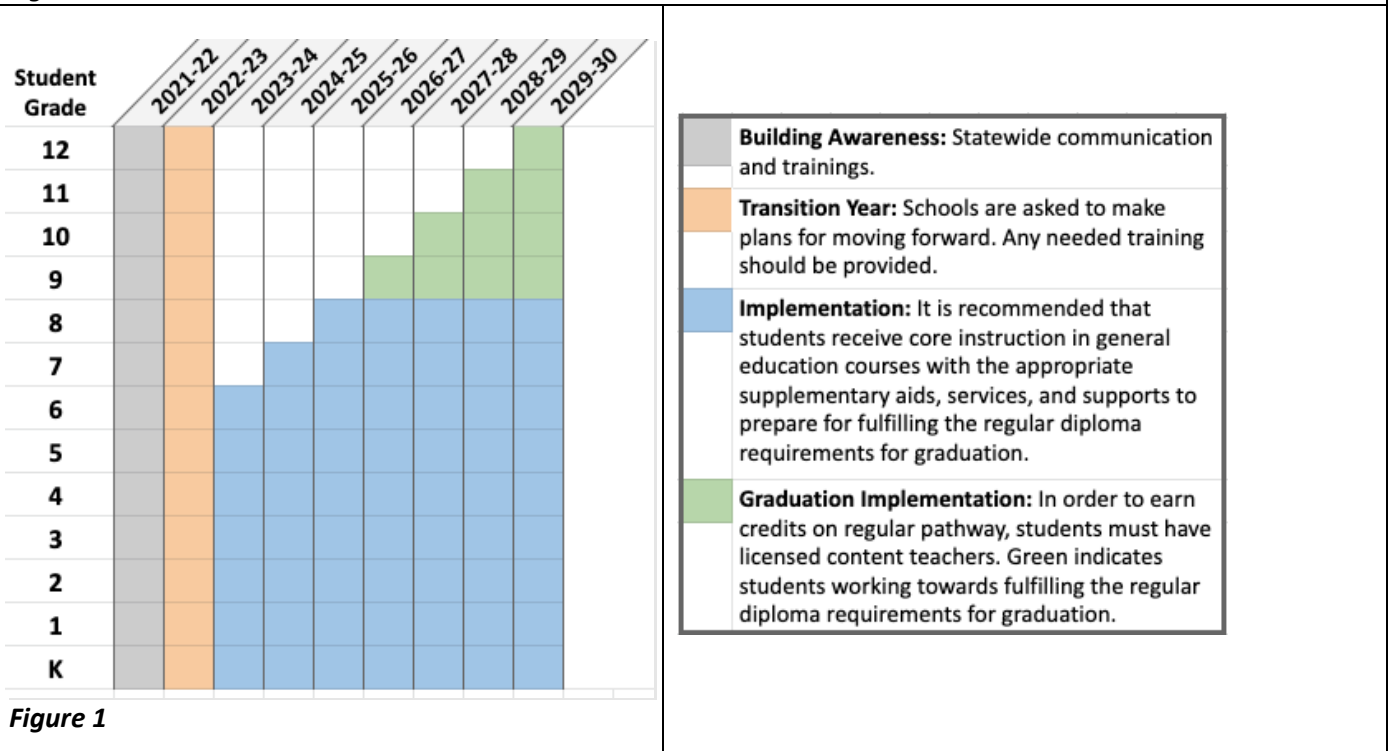 Student
Grade
2021-22
2022-23
2023-24
2024-25
2025-26
2026-27
2027-28
2028-29
2029-30
12
11
10
9
8
7
6
5
4
3
2
1
K
Figure 1
Building Awareness: Statewide communication
and trainings.
Transition Year: Schools are asked to make
plans for moving forward. Any needed training
should be provided.
Implementation: It is recommended that
students receive core instruction in general
education courses with the appropriate
supplementary aids, services, and supports to
prepare for fulfilling the regular diploma
requirements for graduation.
Graduation Implementation: In order to earn
credits on regular pathway, students must have
licensed content teachers. Green indicates
students working towards fulfilling the regular
diploma requirements for graduation.